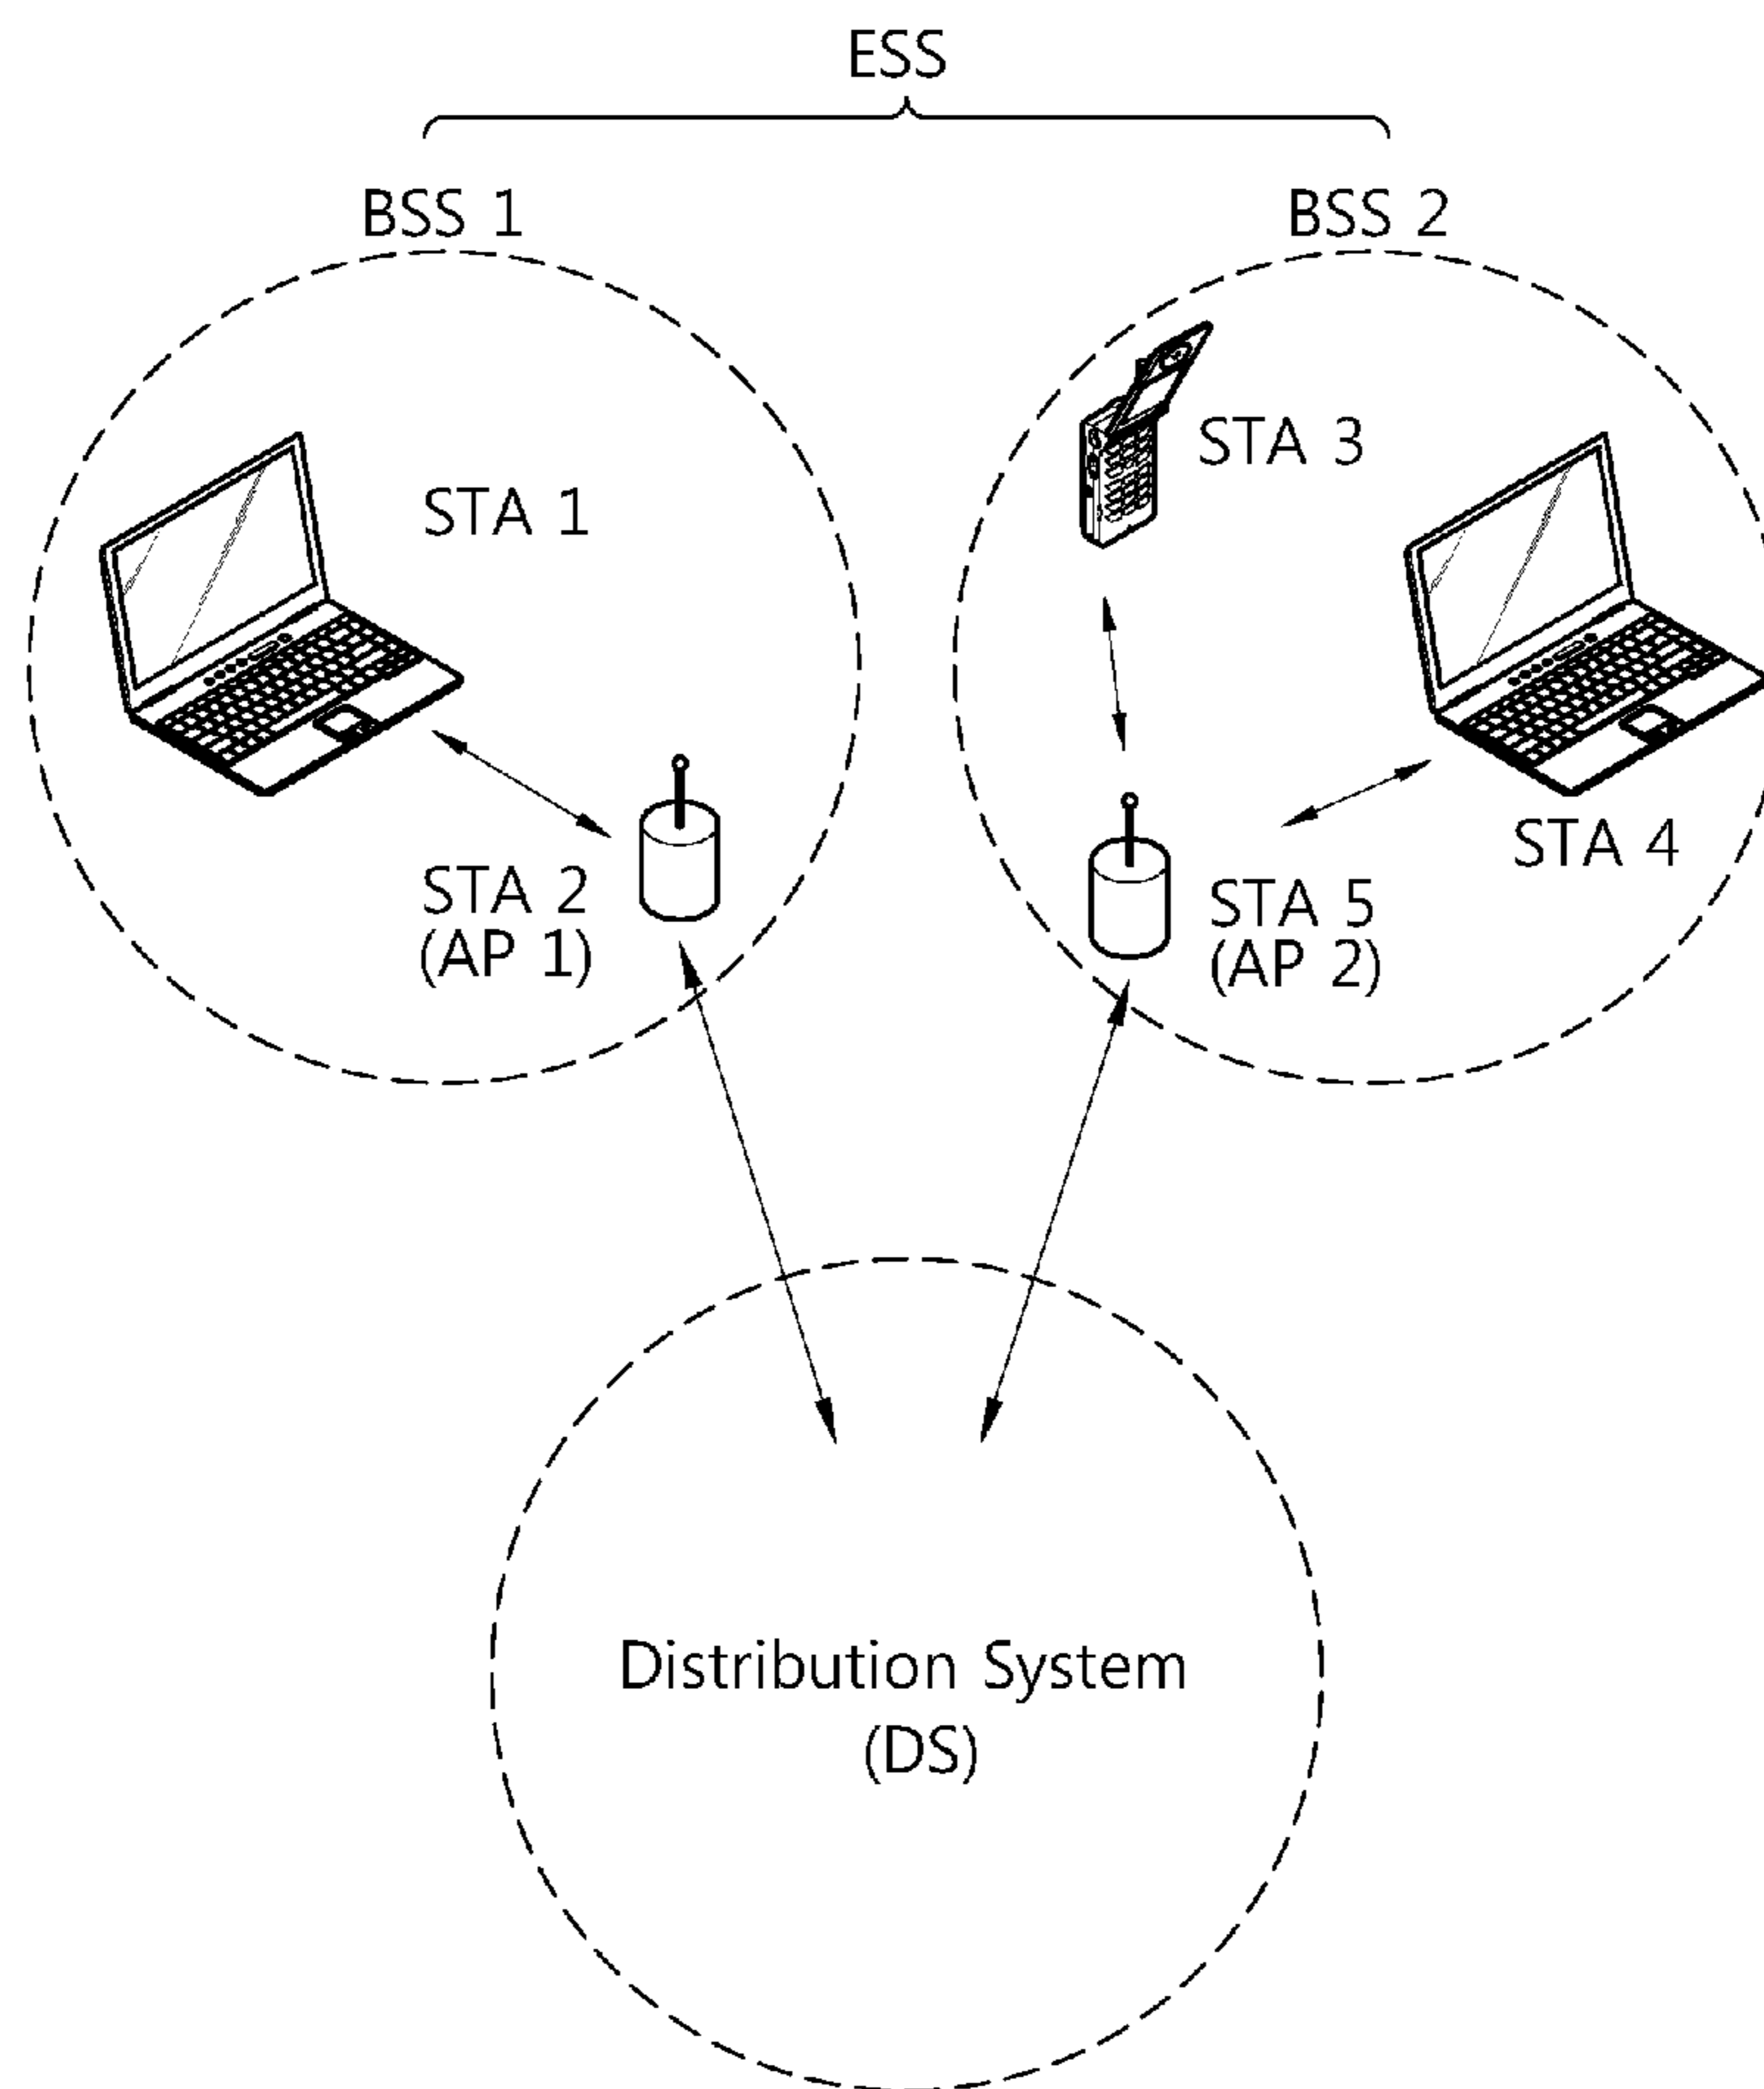 ESS
BSS 1
BSS 2
STA 3
STA 1
STA 4
STA 2
(AP 1)
STA 5
(AP 2)
Distribution System
(DS)